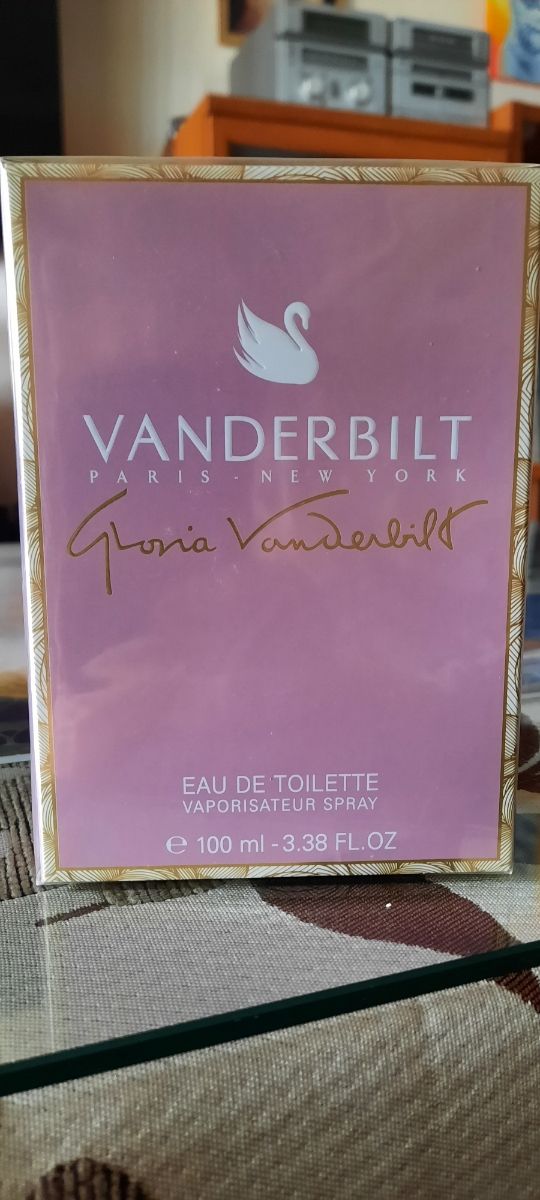 VANDERBILT
PARIS - NEW YORK
Gloria Vanderbilt
EAU DE TOILETTE
VAPORISATEUR SPRAY
℮ 100 ml - 3.38 FL.OZ